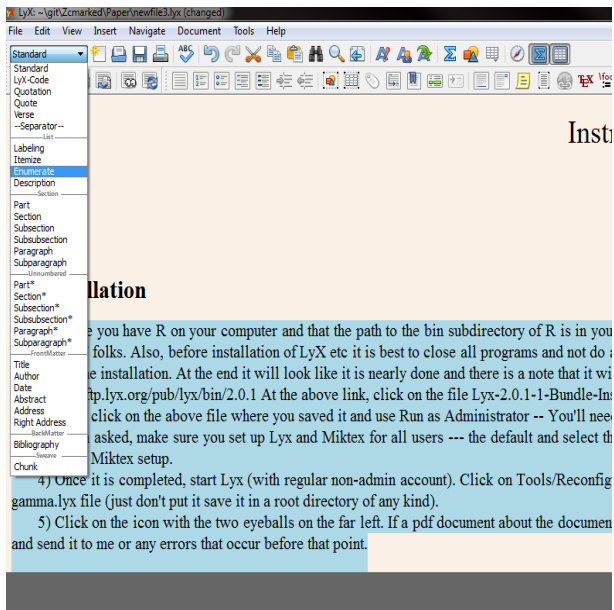 LyX: ~\git\Zcmarked\Paper\newfile3.lyx (changed)
File Edit View Insert Navigate Document Tools Help
Standard
Standard
LyX-Code
Quotation
Quote
Verse
--Separator--
List
Labeling
Itemize
Enumerate
Description
Section
Part
Section
Subsection
Subsubsection
Paragraph
Subparagraph
Unnumbered
Part*
Section*
Subsection*
Subsubsection*
Paragraph*
Subparagraph*
FrontMatter
Title
Author
Date
Abstract
Address
Right Address
BackMatter
Bibliography
Sweave
Chunk
ABC
TEX
Instr
llation
e you have R on your computer and that the path to the bin subdirectory of R is in you
folks. Also, before installation of LyX etc it is best to close all programs and not do a
e installation. At the end it will look like it is nearly done and there is a note that it wi
ftp.lyx.org/pub/lyx/bin/2.0.1 At the above link, click on the file Lyx-2.0.1-1-Bundle-Ins
click on the above file where you saved it and use Run as Administrator -- You'll need
asked, make sure you set up Lyx and Miktex for all users --- the default and select th
Miktex setup.
4) Once it is completed, start Lyx (with regular non-admin account). Click on Tools/Reconfig
gamma.lyx file (just don't put it save it in a root directory of any kind).
5) Click on the icon with the two eyeballs on the far left. If a pdf document about the documen
and send it to me or any errors that occur before that point.